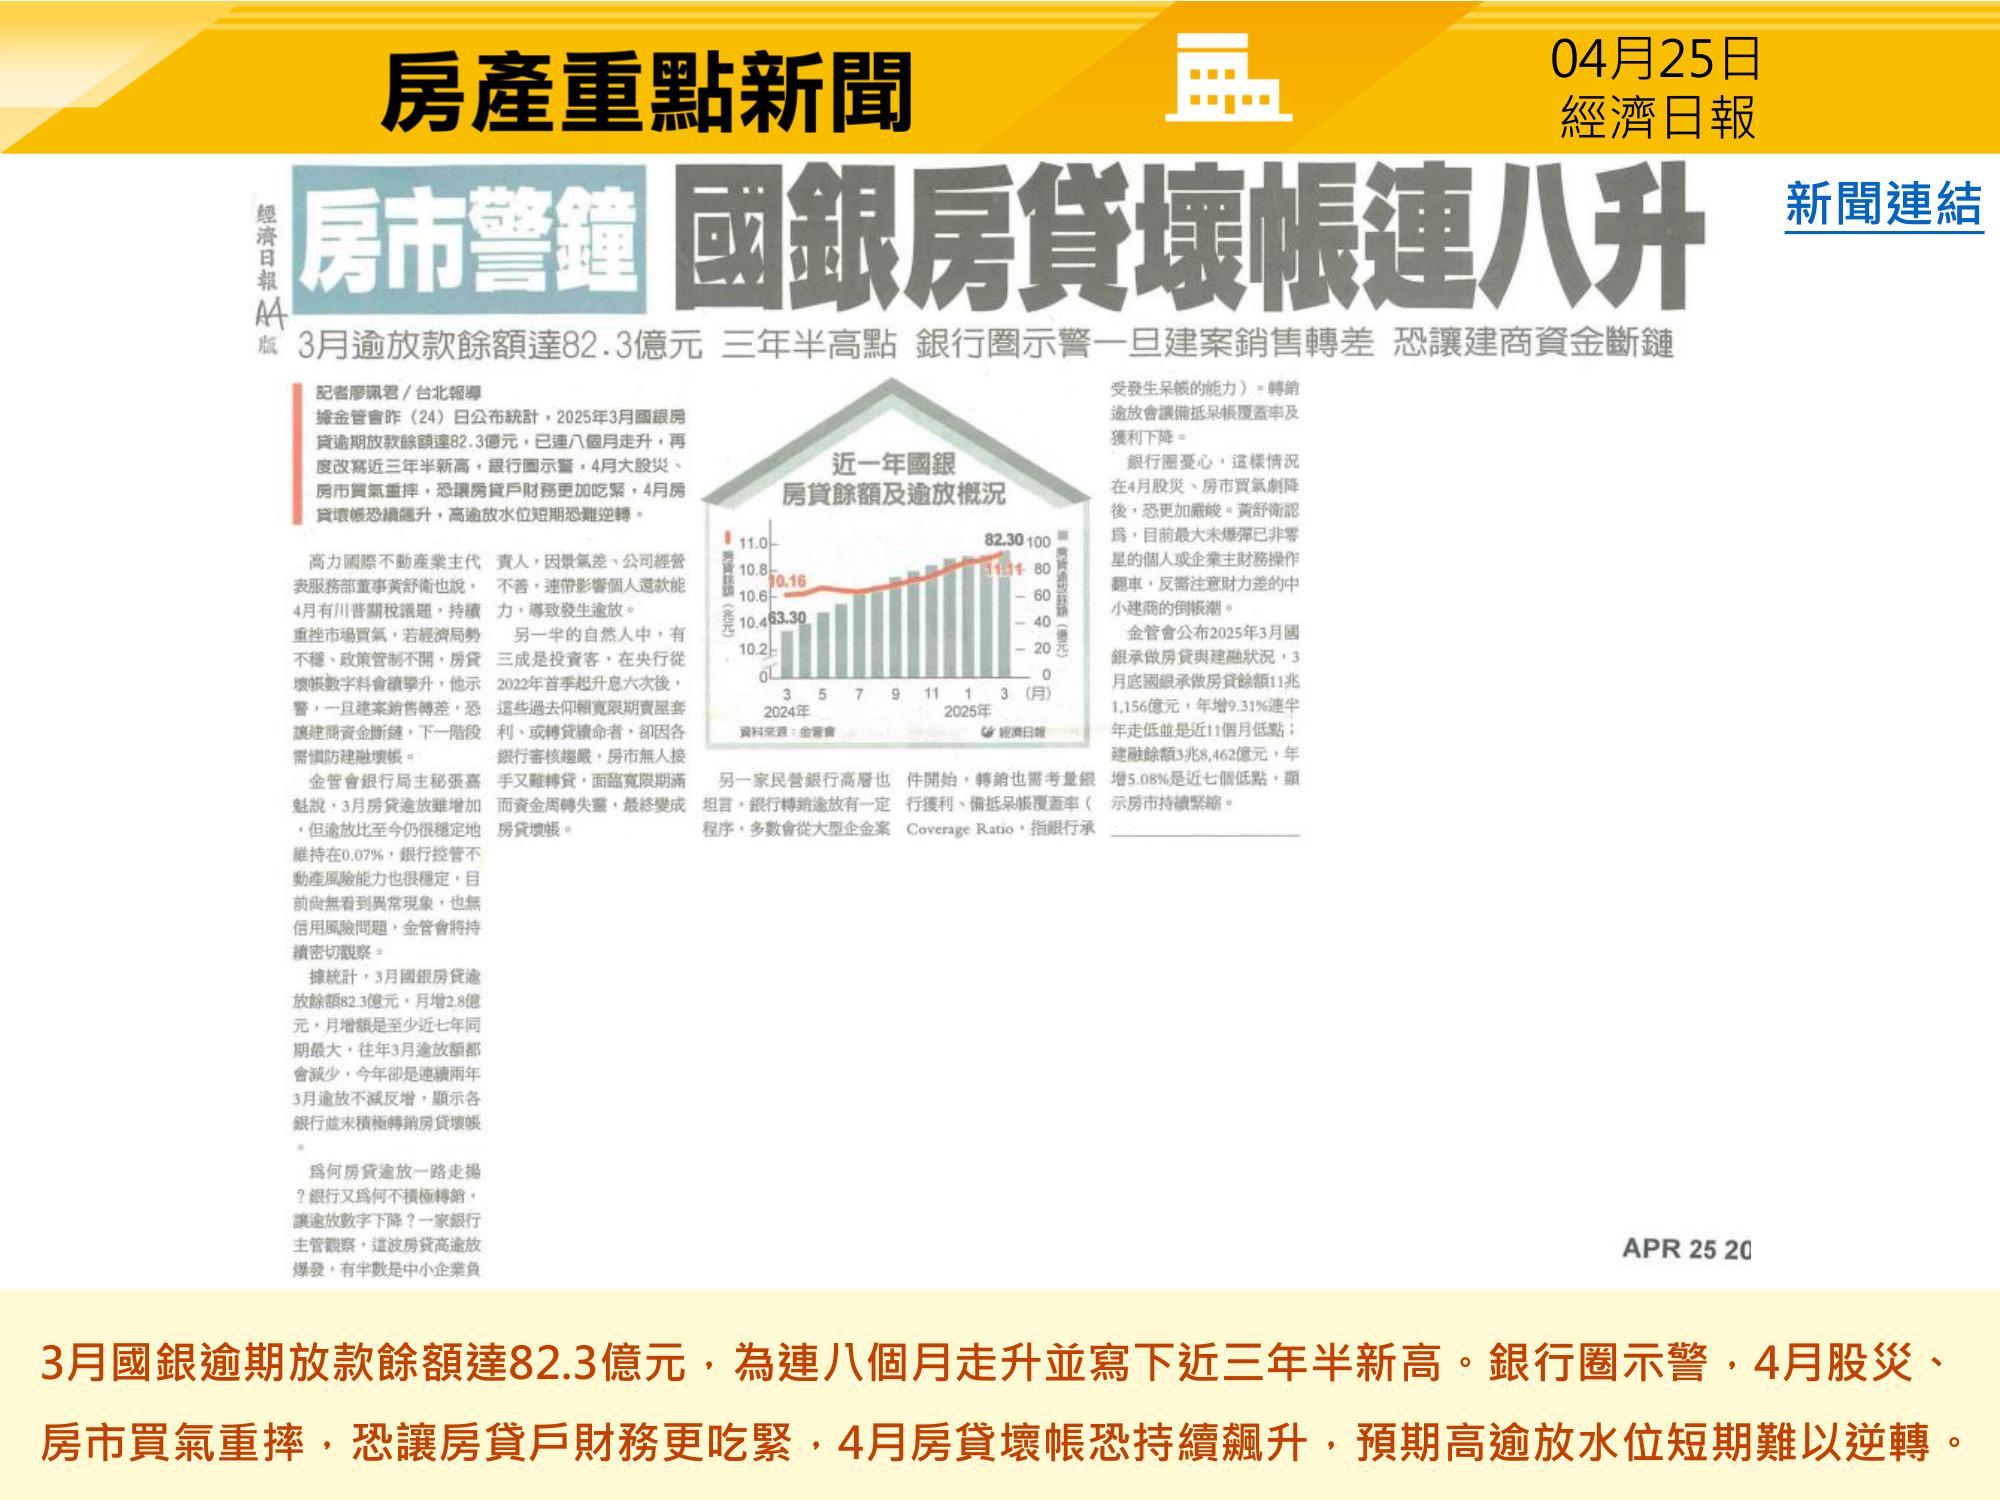 房產重點新聞
04月25日
經濟日報
新聞連結
經濟日報A4版
房市警鐘 國銀房貸壞帳連八升
3月逾放款餘額達82.3億元 三年半高點 銀行圈示警一旦建案銷售轉差 恐讓建商資金斷鏈
記者廖珮君/台北報導
據金管會昨（24）日公布統計，2025年3月國銀房
貸逾期放款餘額達82.3億元，已連八個月走升，再
度改寫近三年半新高，銀行圈示警，4月大股災、
房市買氣重摔，恐讓房貸戶財務更加吃緊，4月房
貸壞帳恐續飆升，高逾放水位短期恐難逆轉。
高力國際不動產業主代
表服務部董事黃舒衛也說，
4月有川普關稅議題，持續
重挫市場買氣，若經濟局勢
不穩、政策管制不開，房貸
壞帳數字料會續攀升，他示
警，一旦建案銷售轉差，恐
讓建商資金斷鏈，下一階段
需慎防建融壞帳。
金管會銀行局主秘張嘉
魁說，3月房貸逾放雖增加
，但逾放比至今仍很穩定地
維持在0.07%，銀行控管不
動產風險能力也很穩定，目
前尚無看到異常現象，也無
信用風險問題，金管會將持
續密切觀察。
據統計，3月國銀房貸逾
放餘額82.3億元，月增2.8億
元，月增額是至少近七年同
期最大，往年3月逾放額都
會減少，今年卻是連續兩年
3月逾放不減反增，顯示各
銀行並未積極轉銷房貸壞帳
。
為何房貸逾放一路走揚
？銀行又為何不積極轉銷，
讓逾放數字下降？一家銀行
主管觀察，這波房貸高逾放
爆發，有半數是中小企業負
責人，因景氣差、公司經營
不善，連帶影響個人還款能
力，導致發生逾放。
另一半的自然人中，有
三成是投資客，在央行從
2022年首季起升息六次後，
這些過去仰賴寬限期賣屋套
利、或轉貸續命者，卻因各
銀行審核趨嚴，房市無人接
手又難轉貸，面臨寬限期滿
而資金周轉失靈，最終變成
房貸壞帳。
近一年國銀
房貸餘額及逾放概況
房貸餘額（兆元）
11.0
10.8
10.6
10.4
10.2
0
10.16
63.30
82.30
11.11
100
80
60
40
20
0
房貸逾放餘額（億元）
3 5 7 9 11 1 3 （月）
2024年 2025年
資料來源：金管會 經濟日報
另一家民營銀行高層也
坦言，銀行轉銷逾放有一定
程序，多數會從大型企金案
件開始，轉銷也需考量銀
行獲利、備抵呆帳覆蓋率（
Coverage Ratio，指銀行承
受發生呆帳的能力）。轉銷
逾放會讓備抵呆帳覆蓋率及
獲利下降。
銀行圈憂心，這樣情況
在4月股災、房市買氣劇降
後，恐更加嚴峻。黃舒衛認
為，目前最大未爆彈已非零
星的個人或企業主財務操作
翻車，反需注意財力差的中
小建商的倒帳潮。
金管會公布2025年3月國
銀承做房貸與建融狀況，3
月底國銀承做房貸餘額11兆
1,156億元，年增9.31%連半
年走低並是近11個月低點；
建融餘額3兆8,462億元，年
增5.08%是近七個低點，顯
示房市持續緊縮。
APR 25 20
3月國銀逾期放款餘額達82.3億元，為連八個月走升並寫下近三年半新高。銀行圈示警，4月股災、
房市買氣重摔，恐讓房貸戶財務更吃緊，4月房貸壞帳恐持續飆升，預期高逾放水位短期難以逆轉。